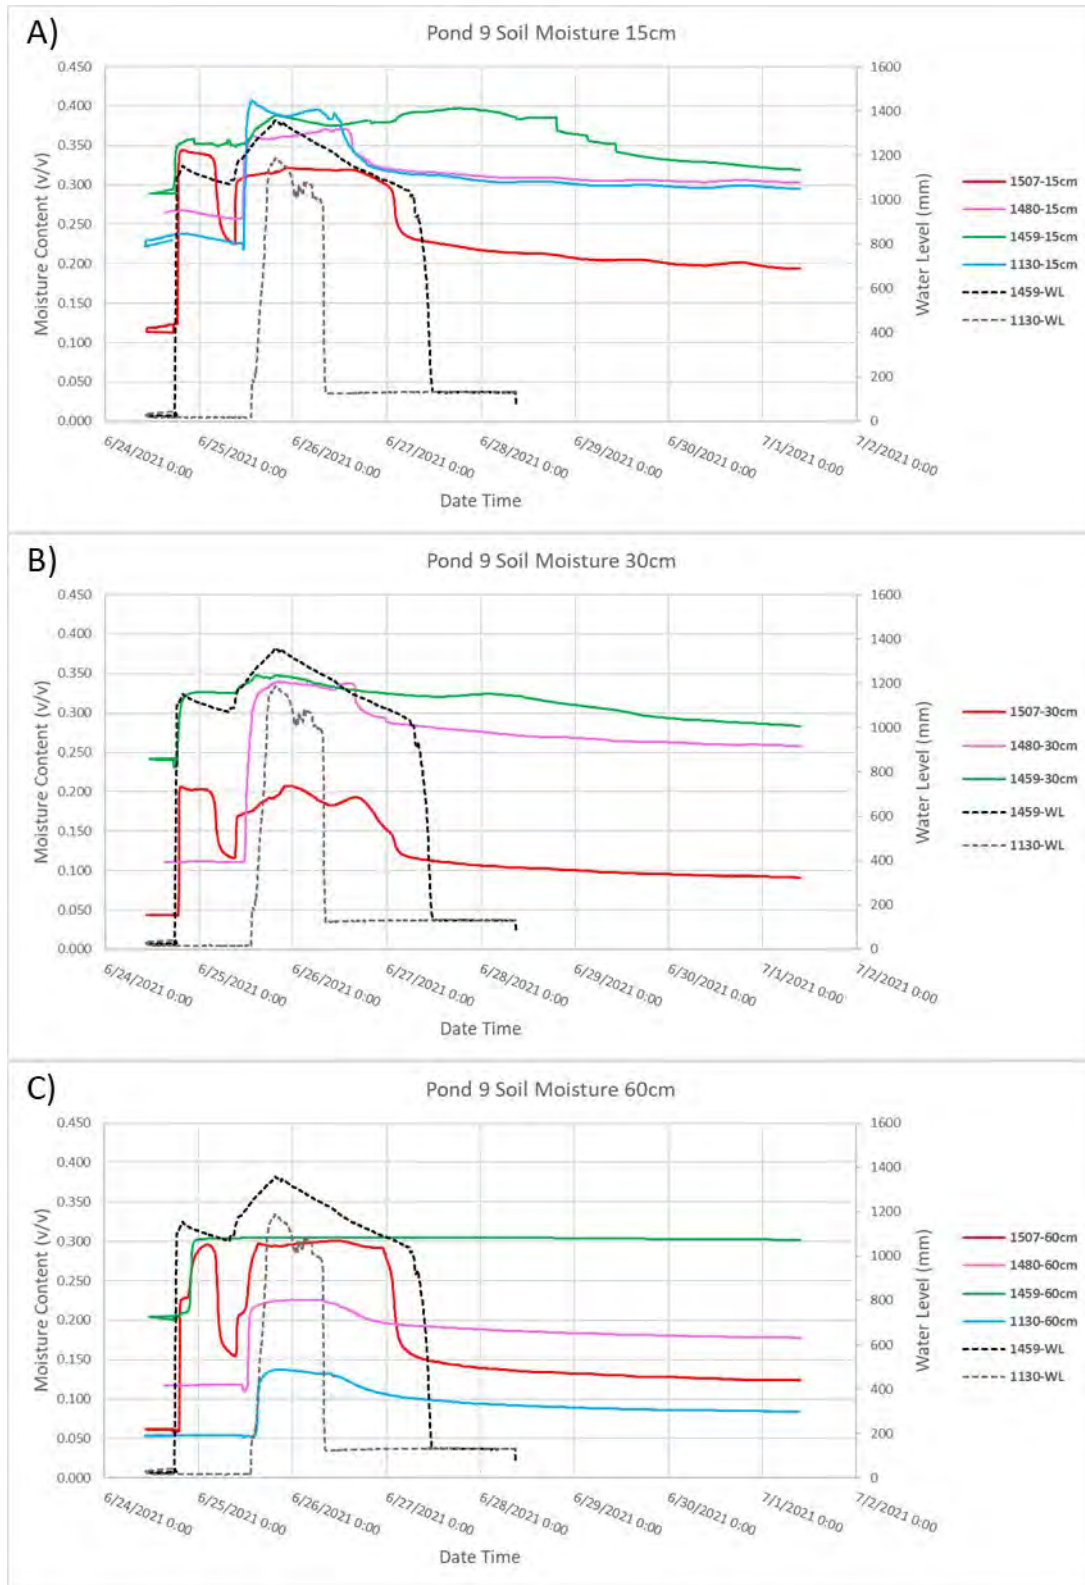 A)
Pond 9 Soil Moisture 15cm
Moisture Content (v/v)
0.450
0.400
0.350
0.300
0.250
0.200
0.150
0.100
0.050
0.000
1600
1400
1200
1000
800
600
400
200
0
Water Level (mm)
6/24/2021 0:00
6/25/2021 0:00
6/26/2021 0:00
6/27/2021 0:00
6/28/2021 0:00
6/29/2021 0:00
6/30/2021 0:00
7/1/2021 0:00
7/2/2021 0:00
Date Time
1507-15cm
1480-15cm
1459-15cm
1130-15cm
1459-WL
1130-WL
B)
Pond 9 Soil Moisture 30cm
Moisture Content (v/v)
0.450
0.400
0.350
0.300
0.250
0.200
0.150
0.100
0.050
0.000
1600
1400
1200
1000
800
600
400
200
0
Water Level (mm)
6/24/2021 0:00
6/25/2021 0:00
6/26/2021 0:00
6/27/2021 0:00
6/28/2021 0:00
6/29/2021 0:00
6/30/2021 0:00
7/1/2021 0:00
7/2/2021 0:00
Date Time
1507-30cm
1480-30cm
1459-30cm
1459-WL
1130-WL
C)
Pond 9 Soil Moisture 60cm
Moisture Content (v/v)
0.450
0.400
0.350
0.300
0.250
0.200
0.150
0.100
0.050
0.000
1600
1400
1200
1000
800
600
400
200
0
Water Level (mm)
6/24/2021 0:00
6/25/2021 0:00
6/26/2021 0:00
6/27/2021 0:00
6/28/2021 0:00
6/29/2021 0:00
6/30/2021 0:00
7/1/2021 0:00
7/2/2021 0:00
Date Time
1507-60cm
1480-60cm
1459-60cm
1130-60cm
1459-WL
1130-WL